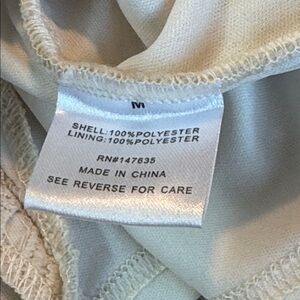 M
SHELL:100%POLYESTER
LINING:100%POLYESTER
RN#147635
MADE IN CHINA
SEE REVERSE FOR CARE